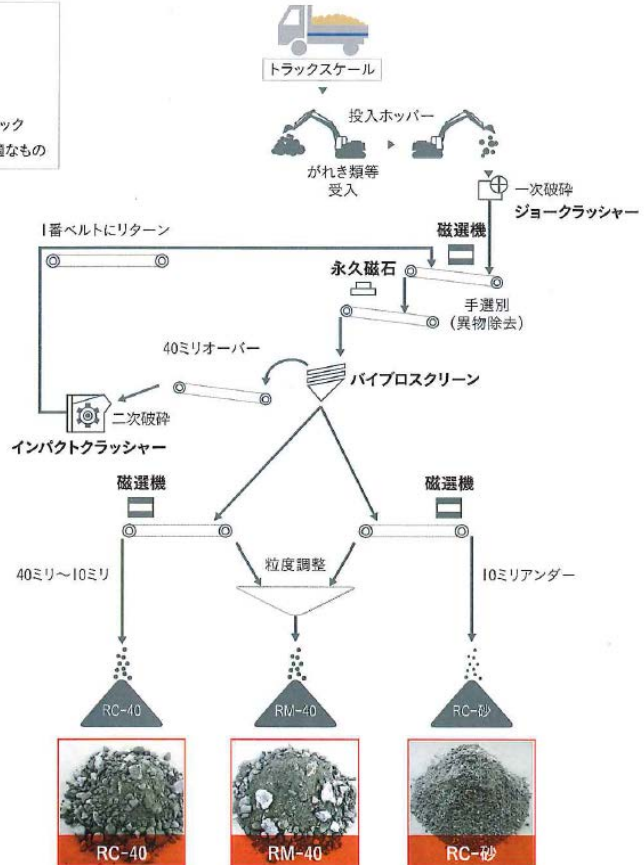 トラックスケール
ック
適なもの
投入ホッパー
がれき類等
受入
一次破砕
ジョークラッシャー
1番ベルトにリターン
磁選機
永久磁石
手選別
(異物除去)
40ミリオーバー
バイブロスクリーン
二次破砕
インパクトクラッシャー
磁選機
磁選機
粒度調整
40ミリ〜10ミリ
10ミリアンダー
RC-40
RM-40
RC-砂
RC-40
RM-40
RC-砂